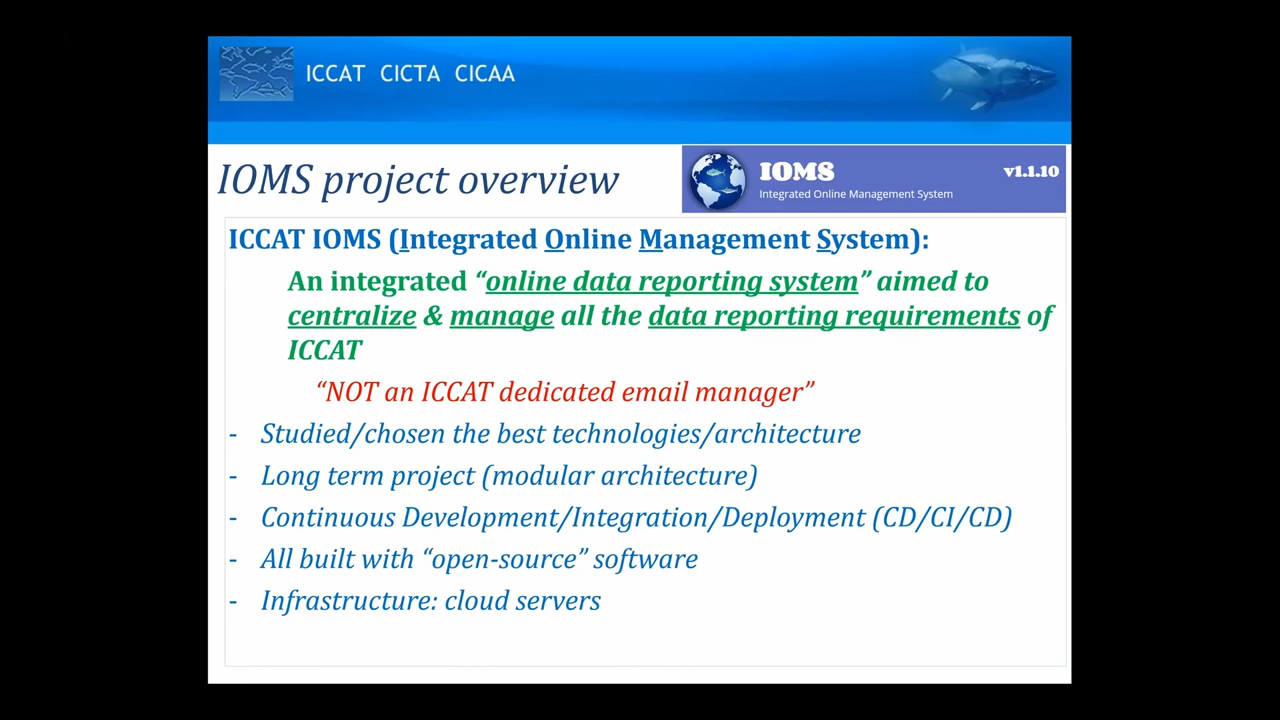 ICCAT CICTA CICAA
IOMS project overview
IOMS
v1.1.10
Integrated Online Management System
ICCAT IOMS (Integrated Online Management System):
An integrated “online data reporting system” aimed to
centralize & manage all the data reporting requirements of
ICCAT
“NOT an ICCAT dedicated email manager”
- Studied/chosen the best technologies/architecture
- Long term project (modular architecture)
- Continuous Development/Integration/Deployment (CD/CI/CD)
- All built with “open-source” software
- Infrastructure: cloud servers